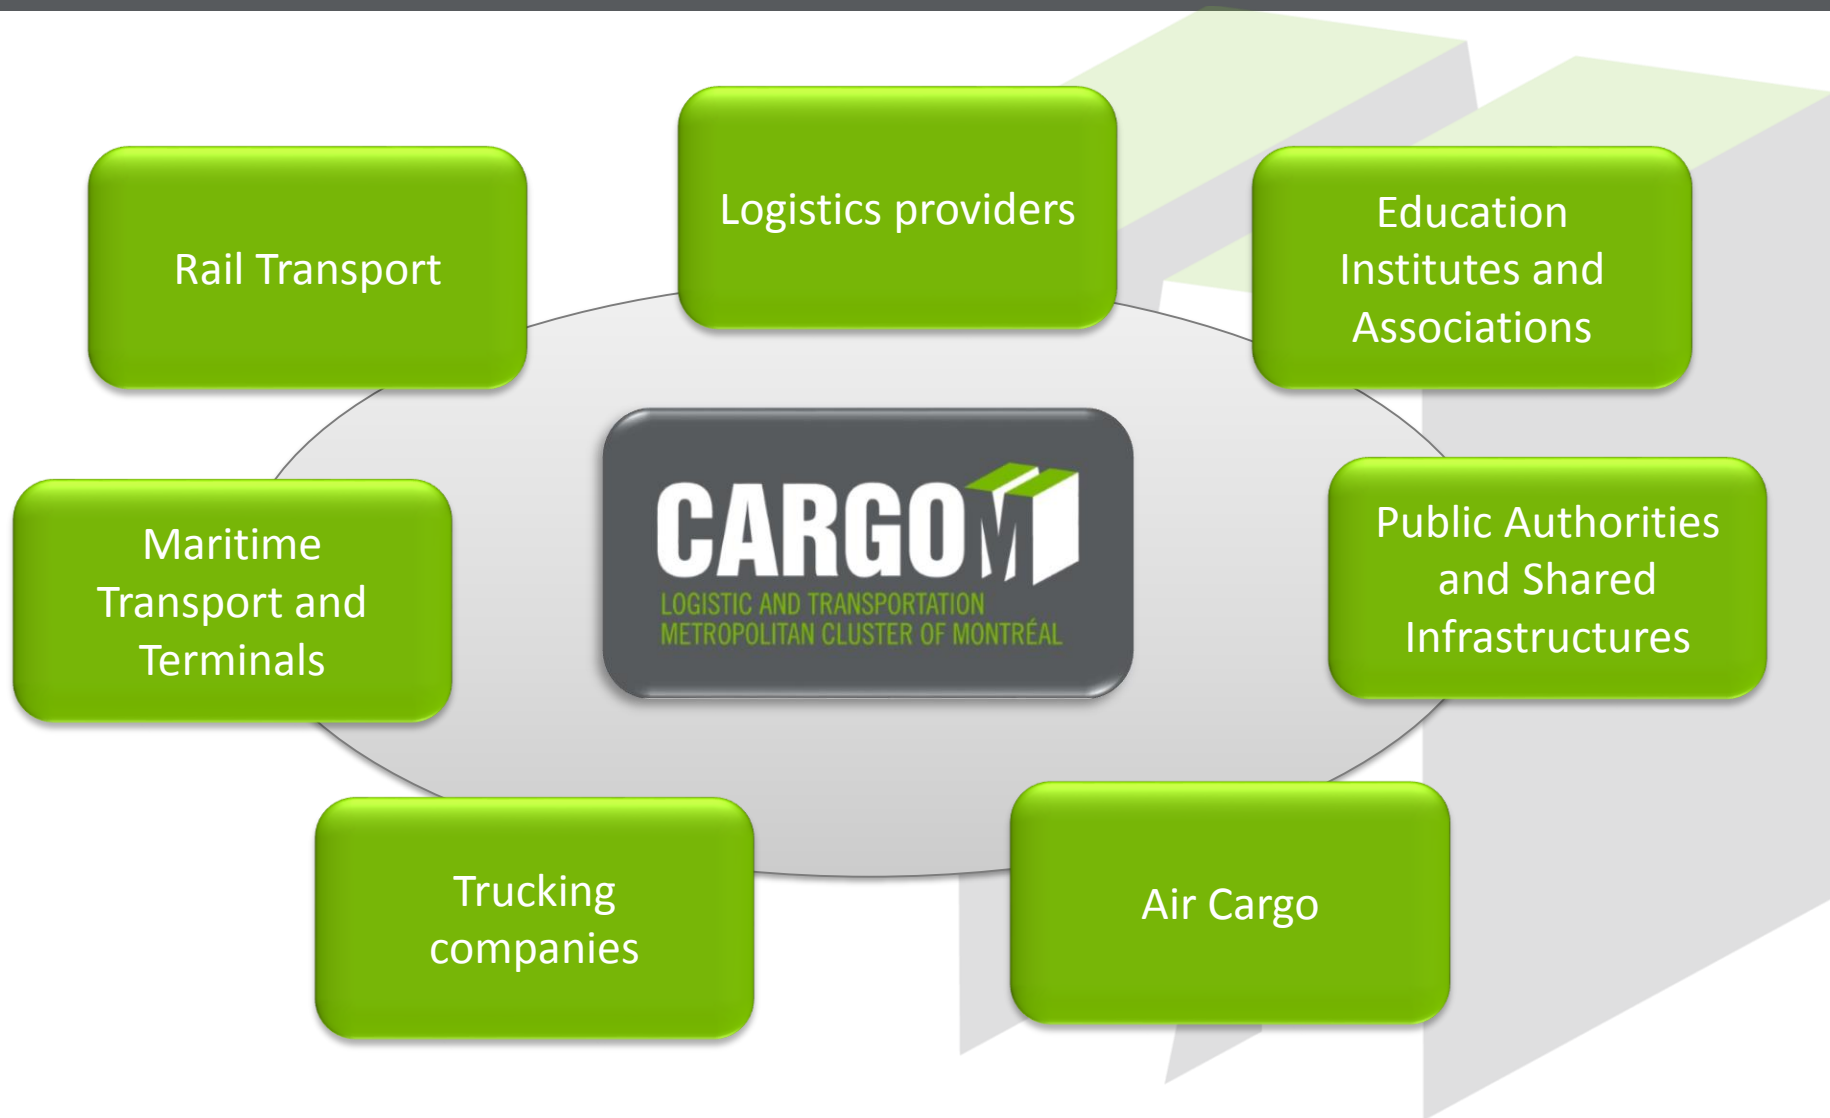 Logistics providers
Rail Transport
Education
Institutes and
Associations
CARGOM
LOGISTIC AND TRANSPORTATION
METROPOLITAN CLUSTER OF MONTRÉAL
Maritime
Transport and
Terminals
Public Authorities
and Shared
Infrastructures
Trucking
companies
Air Cargo